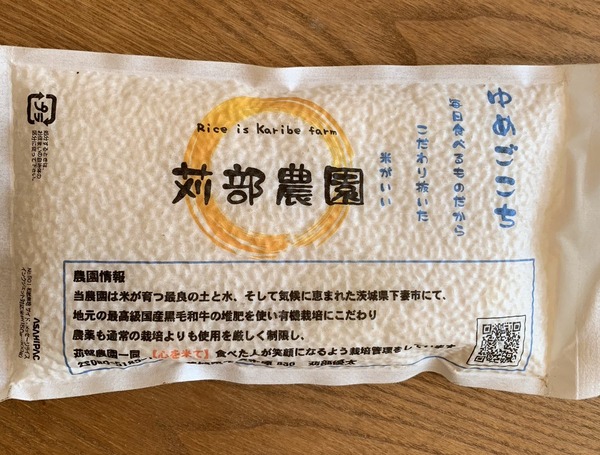 ゆめごこち
毎日食べるものだから
こだわり抜いた
米がいい
Rice is Karibe farm
苅部農園
プラ
農園情報
当農園は米が育つ最良の土と水、そして気候に恵まれた茨城県下妻市にて、
地元の最高級国産黒毛和牛の堆肥を使い有機栽培にこだわり
農薬も通常の栽培よりも使用を厳しく制限し、
苅部農園一同、【心を米て】食べた人が笑顔になるよう栽培管理をしています
ASAHIPAC